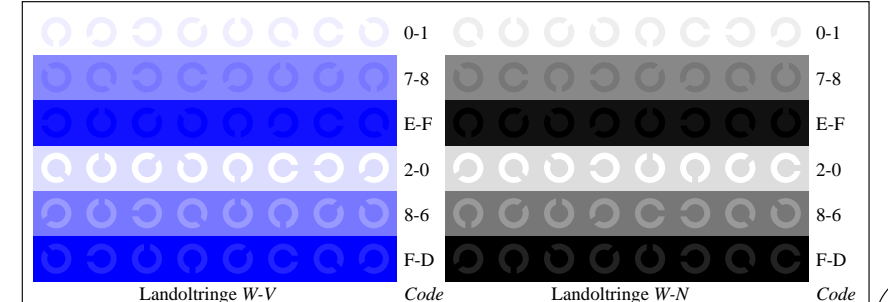 0-1 0-1
7-8 7-8
E-F E-F
2-0 2-0
8-6 8-6
F-D F-D
Landoltringe W-V Code Landoltringe W-N Code